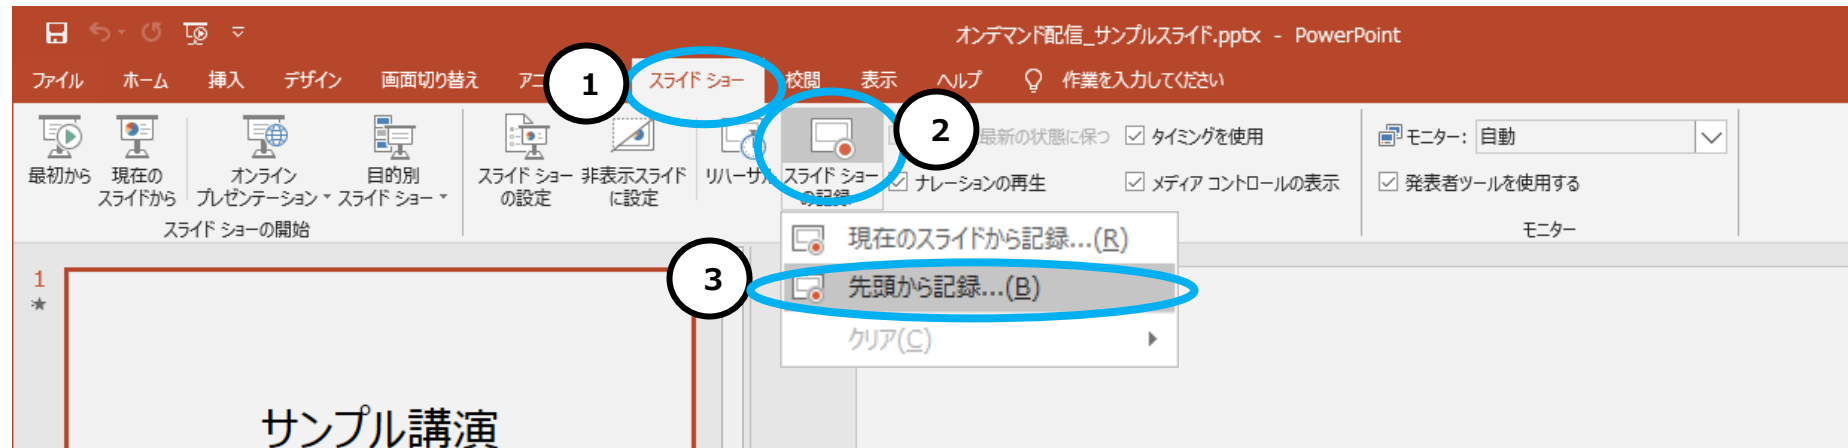 オンデマンド配信_サンプルスライド.pptx - PowerPoint
ファイル ホーム 挿入 デザイン 画面切り替え アニ 1 スライド ショー 校閲 表示 ヘルプ 作業を入力してください
2
最新の状態に保つ タイミングを使用 モニター: 自動
最初から 現在の
スライドから オンライン
プレゼンテーション 目的別
スライド ショー スライド ショー
の設定 非表示スライド
に設定 リハーサル スライド ショー
の記録 ナレーションの再生 メディア コントロールの表示 発表者ツールを使用する
スライド ショーの開始 モニター
現在のスライドから記録...(R)
3 先頭から記録...(B)
クリア(C)
1
サンプル講演